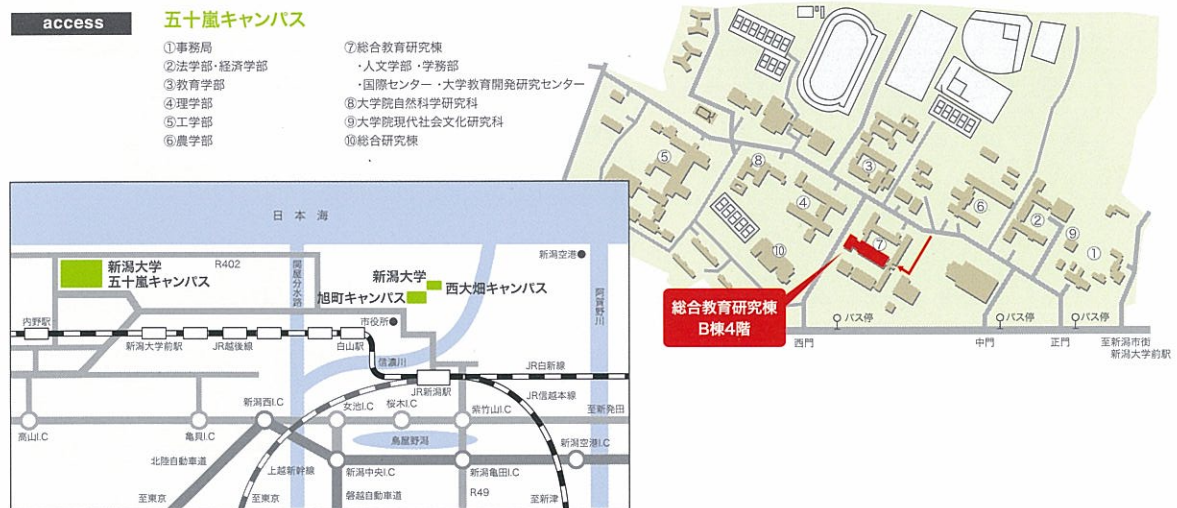 access
五十嵐キャンパス
①事務局
②法学部・経済学部
③教育学部
④理学部
⑤工学部
⑥農学部
⑦総合教育研究棟
・人文学部・学務部
・国際センター・大学教育開発研究センター
⑧大学院自然科学研究科
⑨大学院現代社会文化研究科
⑩総合研究棟
日本海
新潟大学
五十嵐キャンパス
R402
関屋分水路
新潟大学
旭町キャンパス
西大畑キャンパス
新潟空港
阿賀野川
内野駅
新潟大学前駅
JR越後線
市役所
白山駅
信濃川
JR新潟駅
JR白新線
JR信越本線
新潟西I.C
女池I.C
桜木I.C
紫竹山I.C
至新発田
高山I.C
亀貝I.C
鳥屋野潟
新潟空港I.C
北陸自動車道
上越新幹線
新潟中央I.C
新潟亀田I.C
至東京
至東京
磐越自動車道
R49
至新津
⑤
⑧
③
④
⑥
②
⑨
①
⑦
⑩
総合教育研究棟
B棟4階
バス停
バス停
バス停
西門
中門
正門
至新潟市街
新潟大学前駅